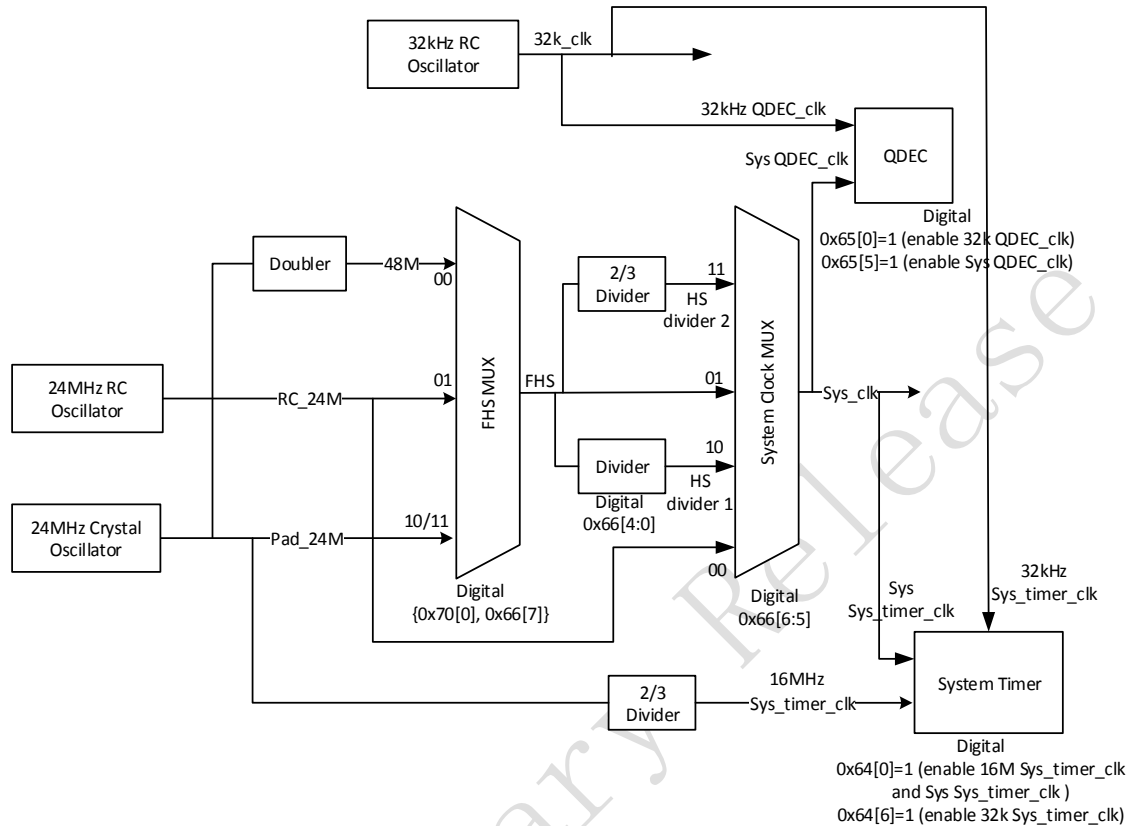 32kHz RC
Oscillator
32k_clk
32kHz QDEC_clk
Sys QDEC_clk
QDEC
Digital
0x65[0]=1 (enable 32k QDEC_clk)
0x65[5]=1 (enable Sys QDEC_clk)
Doubler
48M
00
2/3
Divider
11
HS
divider 2
24MHz RC
Oscillator
RC_24M
01
FHS MUX
FHS
01
System Clock MUX
Sys_clk
Divider
10
HS
divider 1
Digital
0x66[4:0]
24MHz Crystal
Oscillator
Pad_24M
10/11
00
Digital
{0x70[0], 0x66[7]}
Digital
0x66[6:5]
Sys
Sys_timer_clk
32kHz
Sys_timer_clk
2/3
Divider
16MHz
Sys_timer_clk
System Timer
Digital
0x64[0]=1 (enable 16M Sys_timer_clk
and Sys Sys_timer_clk )
0x64[6]=1 (enable 32k Sys_timer_clk)
ary Release